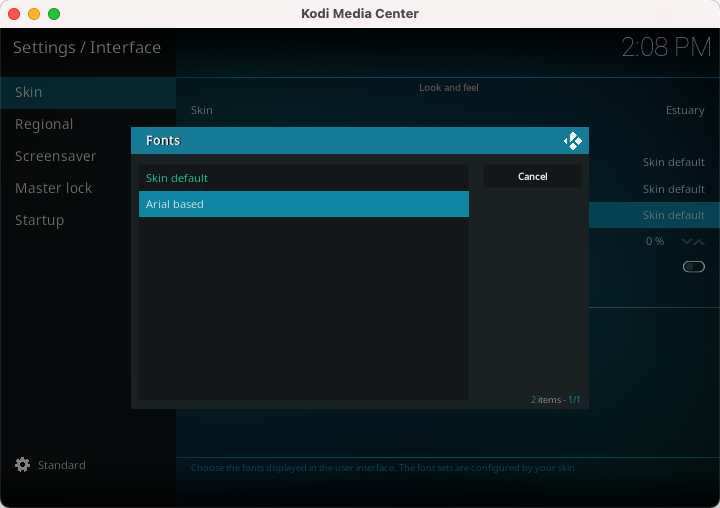 Kodi Media Center
Settings / Interface
2:08 PM
Skin
Regional
Screensaver
Master lock
Startup
Standard
Look and feel
Skin
Estuary
Skin default
Skin default
Skin default
0 %
Fonts
Skin default
Arial based
Cancel
2 items - 1/1
Choose the fonts displayed in the user interface. The font sets are configured by your skin.